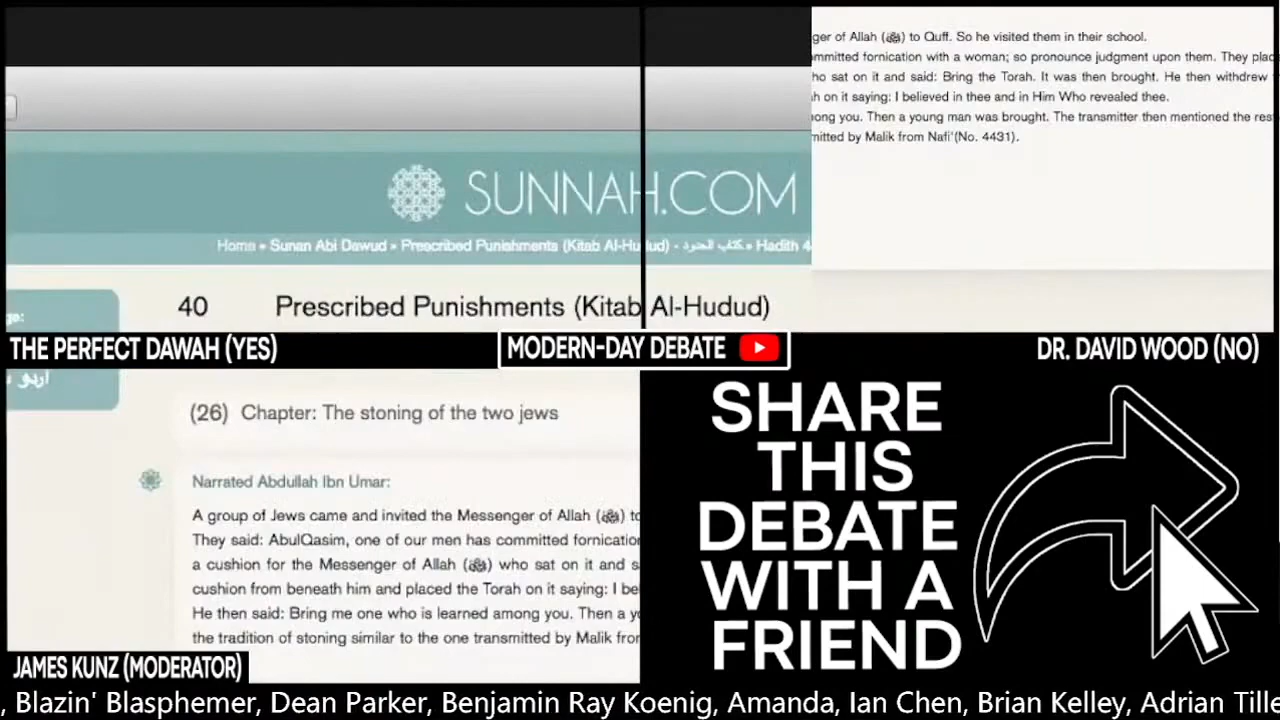 ger of Allah (ﷺ) to Quff. So he visited them in their school.
mmitted fornication with a woman; so pronounce judgment upon them. They plac
ho sat on it and said: Bring the Torah. It was then brought. He then withdrew
h on it saying: I believed in thee and in Him Who revealed thee.
ong you. Then a young man was brought. The transmitter then mentioned the res
mitted by Malik from Nafi'(No. 4431).
SUNNAH.COM
Home » Sunan Abi Dawud » Prescribed Punishments (Kitab Al-Hudud) - كتاب الحدود » Hadith 4
40 Prescribed Punishments (Kitab Al-Hudud)
ge:
THE PERFECT DAWAH (YES)
MODERN-DAY DEBATE
DR. DAVID WOOD (NO)
اردو
(26) Chapter: The stoning of the two jews
Narrated Abdullah Ibn Umar:
A group of Jews came and invited the Messenger of Allah (ﷺ) to
They said: AbulQasim, one of our men has committed fornication
a cushion for the Messenger of Allah (ﷺ) who sat on it and s
cushion from beneath him and placed the Torah on it saying: I be
He then said: Bring me one who is learned among you. Then a yo
the tradition of stoning similar to the one transmitted by Malik fro
SHARE
THIS
DEBATE
WITH A
FRIEND
JAMES KUNZ (MODERATOR)
, Blazin' Blasphemer, Dean Parker, Benjamin Ray Koenig, Amanda, Ian Chen, Brian Kelley, Adrian Tille